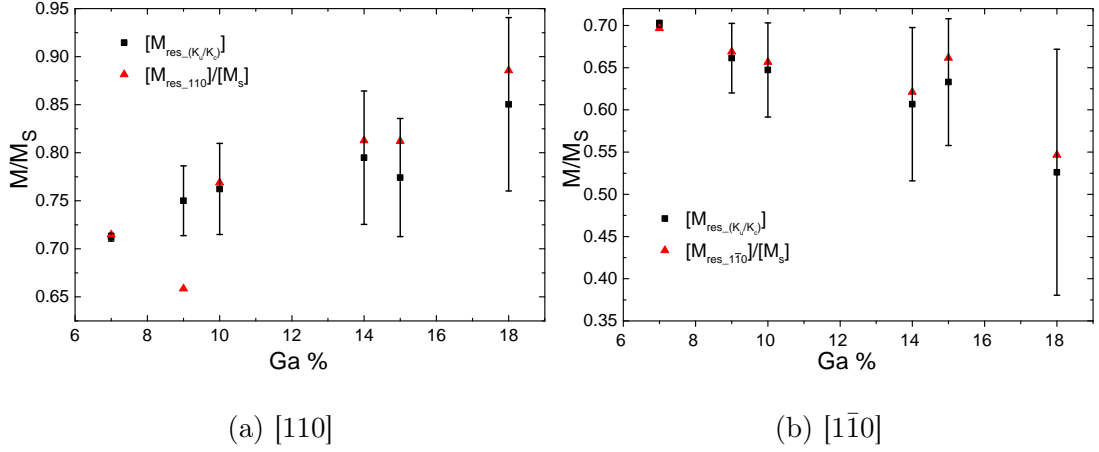 0.95
0.90
0.85
0.80
0.75
0.70
0.65
M/M_S
[M_res_(K_u/K_c)]
[M_res_110]/[M_s]
6 8 10 12 14 16 18
Ga %
(a) [110]
0.70
0.65
0.60
0.55
0.50
0.45
0.40
0.35
M/M_S
[M_res_(K_u/K_c)]
[M_res_11̄0]/[M_s]
6 8 10 12 14 16 18
Ga %
(b) [11̄0]